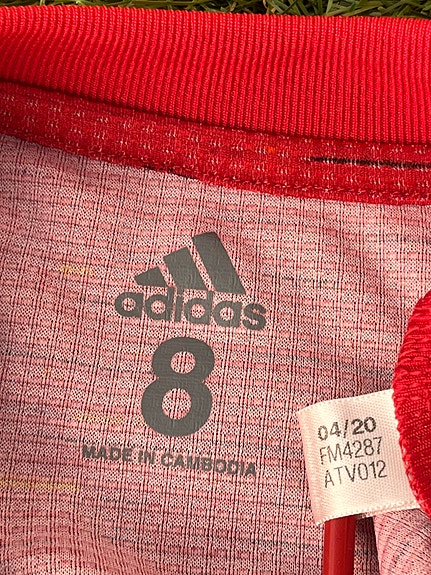 adidas
8
MADE IN CAMBODIA
04/20
FM4287
ATV012